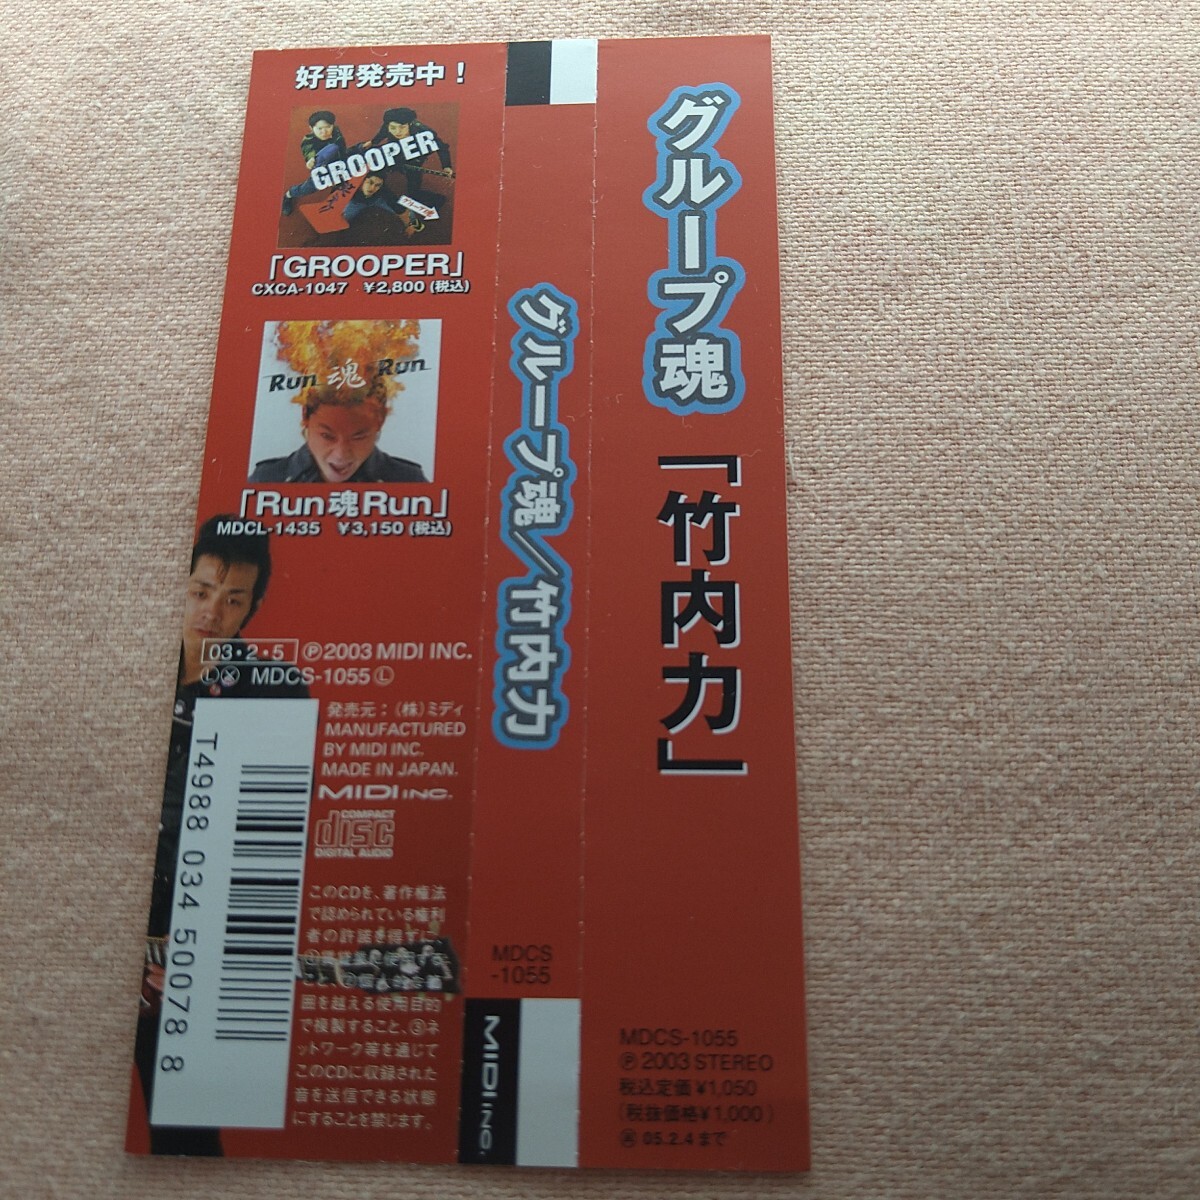 好評発売中！
GROOPER
「GROOPER」
CXCA-1047 ¥2,800 (税込)
Run 魂 Run
「Run魂Run」
MDCL-1435 ¥3,150 (税込)
03・2・5 Ⓟ2003 MIDI INC.
ⓁⓍ MDCS-1055Ⓛ
発売元：(株)ミディ
MANUFACTURED
BY MIDI INC.
MADE IN JAPAN.
MIDI INC.
COMPACT
disc
DIGITAL AUDIO
T4988 034 50078 8
このCDを、著作権法
で認められている権利
者の許諾を得ずに、
囲を越える使用目的
で複製すること、③ネ
ットワーク等を通じて
このCDに収録された
音を送信できる状態
にすることを禁じます。
グループ魂／竹内力
MDCS
-1055
MIDI INC.
グループ魂
「竹内力」
MDCS-1055
Ⓟ 2003 STEREO
税込定価 ¥1,050
(税抜価格¥1,000)
05.2.4まで